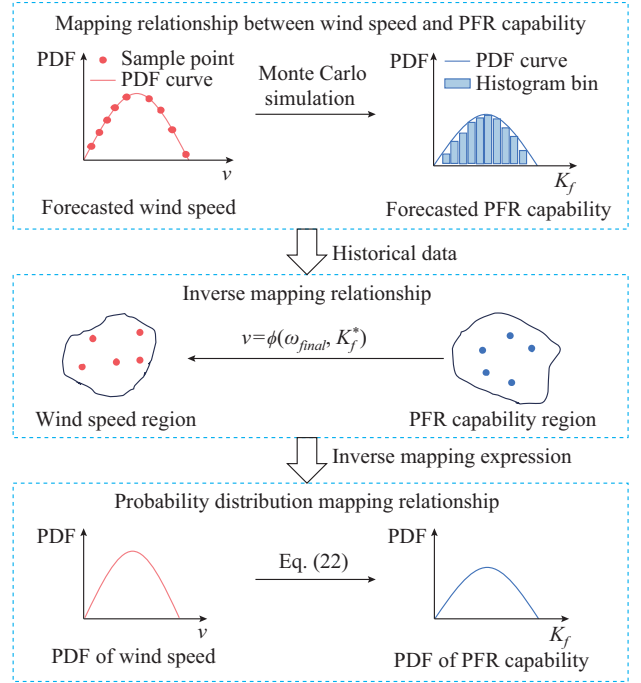 Mapping relationship between wind speed and PFR capability
PDF
Sample point
PDF curve
v
Forecasted wind speed
Monte Carlo
simulation
PDF
PDF curve
Histogram bin
K_f
Forecasted PFR capability
Historical data
Inverse mapping relationship
v=ϕ(ω_final, K_f^*)
Wind speed region
PFR capability region
Inverse mapping expression
Probability distribution mapping relationship
PDF
v
PDF of wind speed
Eq. (22)
PDF
K_f
PDF of PFR capability